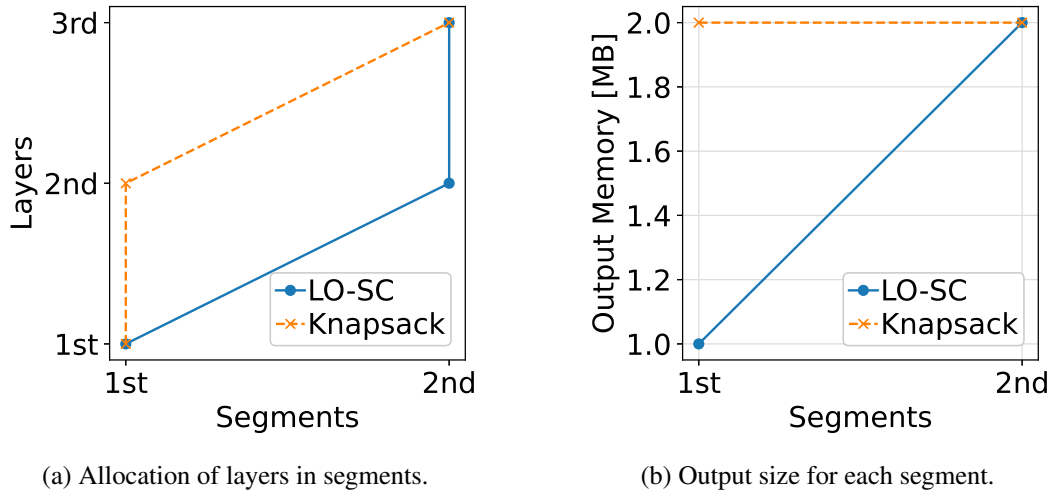 3rd
2nd
1st
Layers
LO-SC
Knapsack
1st
2nd
Segments
(a) Allocation of layers in segments.
2.0
1.8
1.6
1.4
1.2
1.0
Output Memory [MB]
LO-SC
Knapsack
1st
2nd
Segments
(b) Output size for each segment.